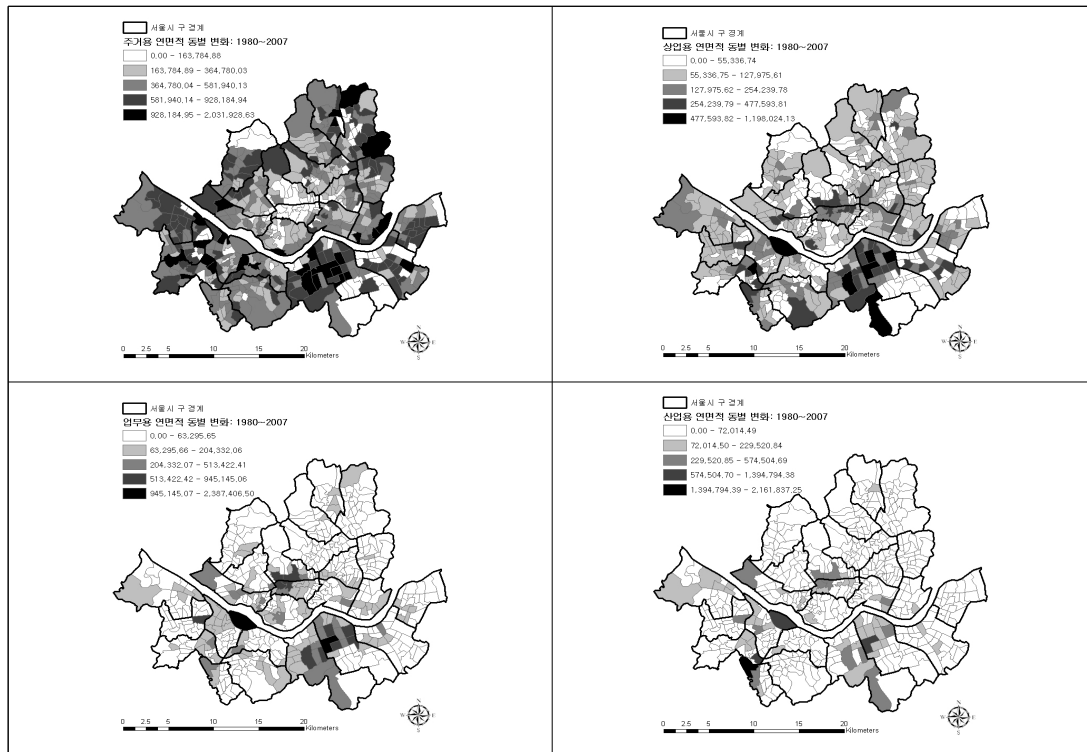 서울시 구 경계
주거용 연면적 동별 변화: 1980~2007
0.00 - 163,784.88
163,784.89 - 364,780.03
364,780.04 - 581,940.13
581,940.14 - 928,184.94
928,184.95 - 2,031,928.63
N
W E
S
0 2.5 5 10 15 20
Kilometers
서울시 구 경계
상업용 연면적 동별 변화: 1980~2007
0.00 - 55,336.74
55,336.75 - 127,975.61
127,975.62 - 254,239.78
254,239.79 - 477,593.81
477,593.82 - 1,198,024.13
N
W E
S
0 2.5 5 10 15 20
Kilometers
서울시 구 경계
업무용 연면적 동별 변화: 1980~2007
0.00 - 63,295.65
63,295.66 - 204,332.06
204,332.07 - 513,422.41
513,422.42 - 945,145.06
945,145.07 - 2,387,406.50
N
W E
S
0 2.5 5 10 15 20
Kilometers
서울시 구 경계
산업용 연면적 동별 변화: 1980~2007
0.00 - 72,014.49
72,014.50 - 229,520.84
229,520.85 - 574,504.69
574,504.70 - 1,394,794.38
1,394,794.39 - 2,161,837.25
N
W E
S
0 2.5 5 10 15 20
Kilometers